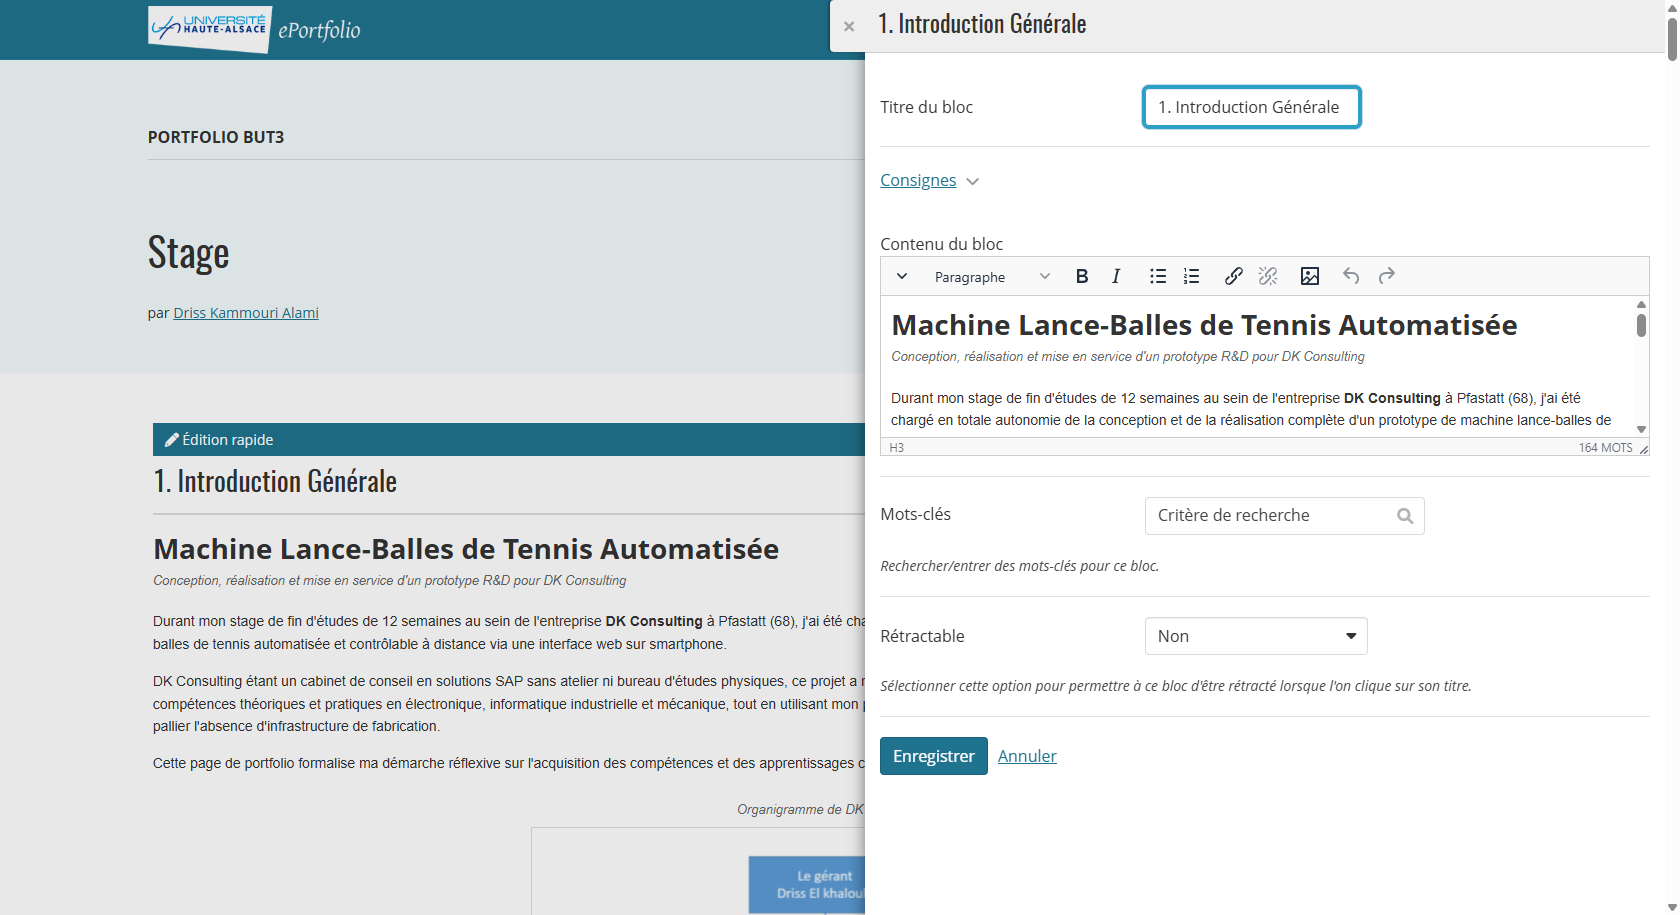 UNIVERSITÉ
HAUTE-ALSACE
ePortfolio
PORTFOLIO BUT3
Stage
par Driss Kammouri Alami
Édition rapide
1. Introduction Générale
Machine Lance-Balles de Tennis Automatisée
Conception, réalisation et mise en service d'un prototype R&D pour DK Consulting
Durant mon stage de fin d'études de 12 semaines au sein de l'entreprise DK Consulting à Pfastatt (68), j'ai été
balles de tennis automatisée et contrôlable à distance via une interface web sur smartphone.
DK Consulting étant un cabinet de conseil en solutions SAP sans atelier ni bureau d'études physiques, ce projet a
compétences théoriques et pratiques en électronique, informatique industrielle et mécanique, tout en utilisant mon
pallier l'absence d'infrastructure de fabrication.
Cette page de portfolio formalise ma démarche réflexive sur l'acquisition des compétences et des apprentissages
Organigramme de DK
Le gérant
Driss El
× 1. Introduction Générale
Titre du bloc
1. Introduction Générale
Consignes
Contenu du bloc
Paragraphe B I
Machine Lance-Balles de Tennis Automatisée
Conception, réalisation et mise en service d'un prototype R&D pour DK Consulting
Durant mon stage de fin d'études de 12 semaines au sein de l'entreprise DK Consulting à Pfastatt (68), j'ai été
chargé en totale autonomie de la conception et de la réalisation complète d'un prototype de machine lance-balles de
H3 164 MOTS
Mots-clés
Critère de recherche
Rechercher/entrer des mots-clés pour ce bloc.
Rétractable
Non
Sélectionner cette option pour permettre à ce bloc d'être rétracté lorsque l'on clique sur son titre.
Enregistrer Annuler